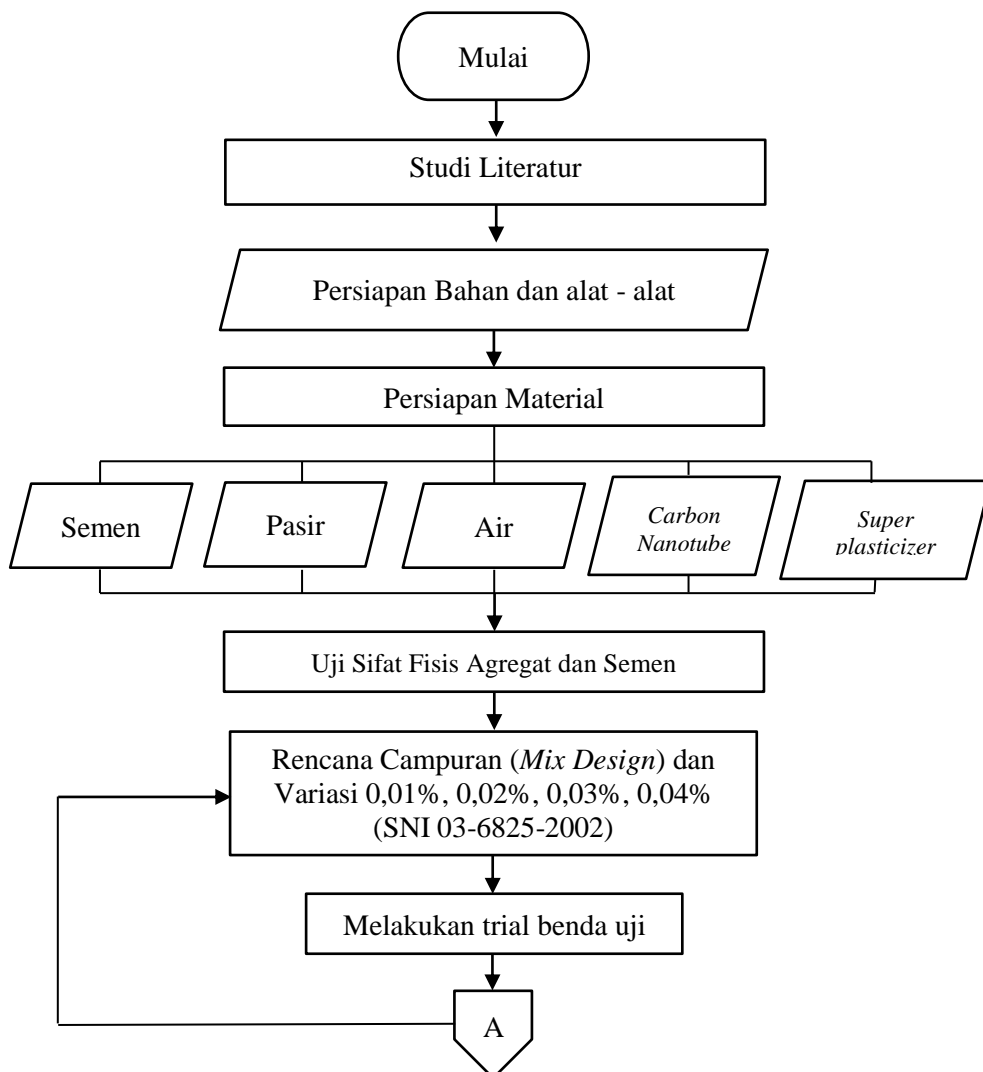 Mulai
Studi Literatur
Persiapan Bahan dan alat - alat
Persiapan Material
Semen
Pasir
Air
Carbon
Nanotube
Super
plasticizer
Uji Sifat Fisis Agregat dan Semen
Rencana Campuran (Mix Design) dan
Variasi 0,01%, 0,02%, 0,03%, 0,04%
(SNI 03-6825-2002)
Melakukan trial benda uji
A